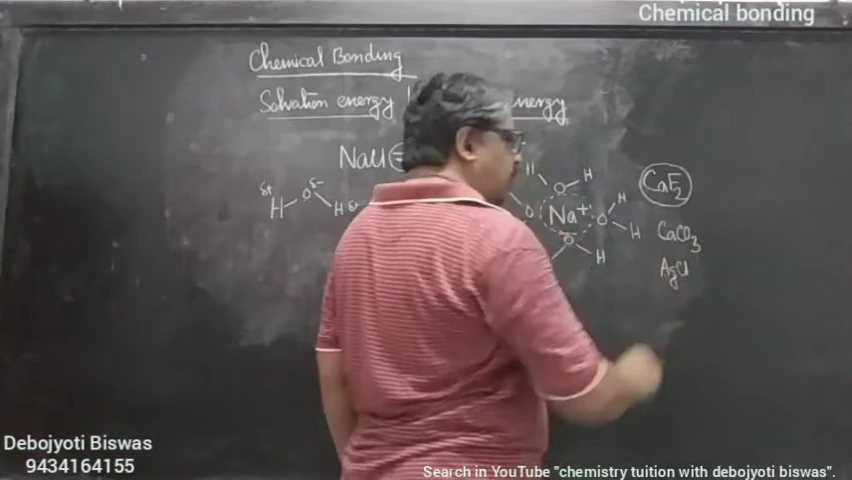 Chemical bonding
Chemical Bonding
Solvation energy
energy
NaCl
H δ+ O δ- H δ+
H
O H
O Na+ O H
H
O
H
CaF2
CaCO3
AgCl
Debojyoti Biswas
9434164155
Search in YouTube "chemistry tuition with debojyoti biswas".